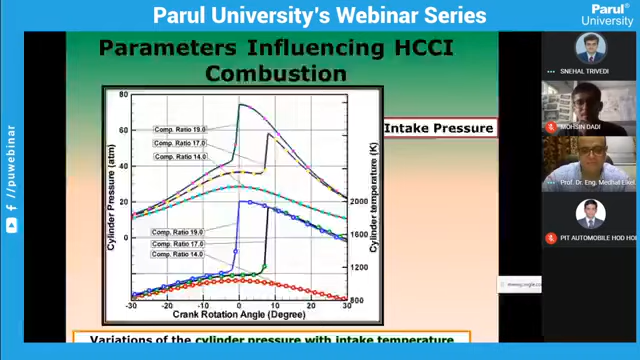 Parul University's Webinar Series
Parul®
University
Parameters Influencing HCCI
Combustion
Intake Pressure
80
60
40
20
0
Cylinder Pressure (atm)
Comp. Ratio 19.0
Comp. Ratio 17.0
Comp. Ratio 14.0
Comp. Ratio 19.0
Comp. Ratio 17.0
Comp. Ratio 14.0
2000
1600
1200
800
Cylinder temperature (K)
-30 -20 -10 0 10 20 30
Crank Rotation Angle (Degree)
Variations of the cylinder pressure with intake temperature
/puwebinar
SNEHAL TRIVEDI
MOHSIN DADI
Prof. Dr. Eng. Medhat Elkel
PIT AUTOMOBILE HOD HOI